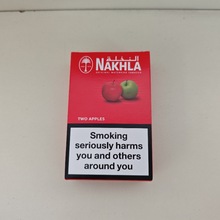 النخلة
NAKHLA
TWO APPLES
Smoking
seriously harms
you and others
around you